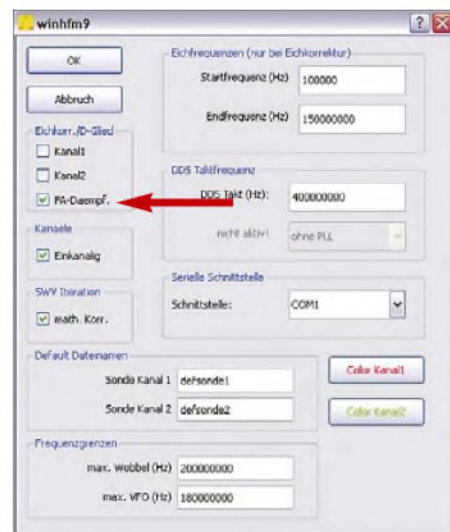 winhfm9
OK
Abbruch
Eichkorr./D-Glied
Kanal1
Kanal2
FA-Daempf.
Kanaele
Einkanalig
SWV Iteration
math. Korr.
Eichfrequenzen (nur bei Eichkorrektur)
Startfrequenz (Hz) 100000
Endfrequenz (Hz) 150000000
DDS Taktfrequenz
DDS Takt (Hz): 400000000
nicht aktiv! ohne PLL
Serielle Schnittstelle
Schnittstelle: COM1
Default Dateinamen
Sonde Kanal 1 defsonde1
Sonde Kanal 2 defsonde2
Color Kanal1
Color Kanal2
Frequenzgrenzen
max. Wobbel (Hz) 200000000
max. VFO (Hz) 180000000